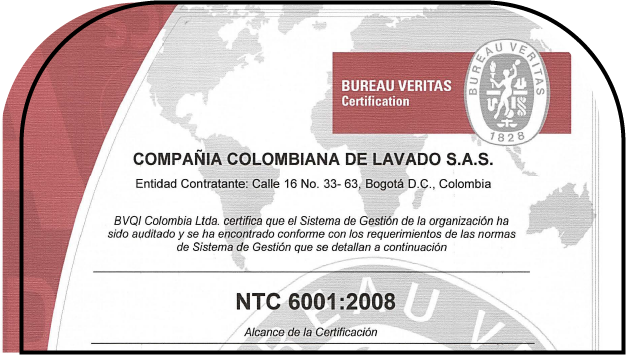 BUREAU VERITAS
Certification
BUREAU VERITAS
1828
COMPAÑIA COLOMBIANA DE LAVADO S.A.S.
Entidad Contratante: Calle 16 No. 33- 63, Bogotá D.C., Colombia
BVQI Colombia Ltda. certifica que el Sistema de Gestión de la organización ha
sido auditado y se ha encontrado conforme con los requerimientos de las normas
de Sistema de Gestión que se detallan a continuación
NTC 6001:2008
Alcance de la Certificación
BUREAU V